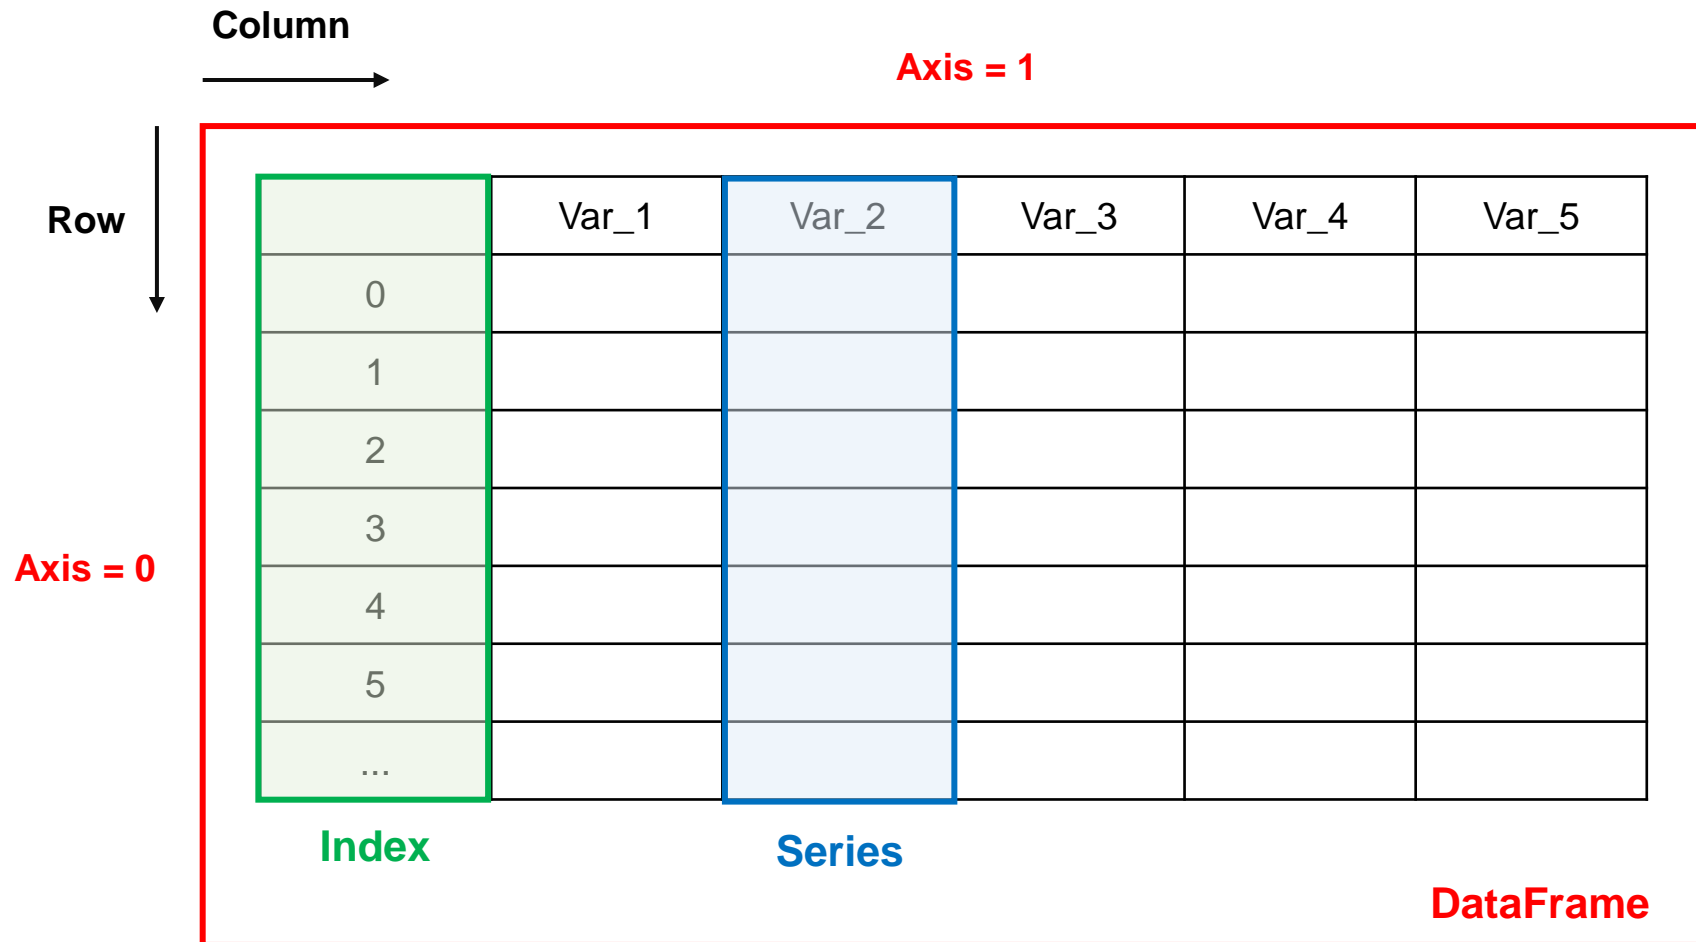 Column
Axis = 1
Row
Var_1 Var_2 Var_3 Var_4 Var_5
0
1
2
3
Axis = 0
4
5
...
Index
Series
DataFrame